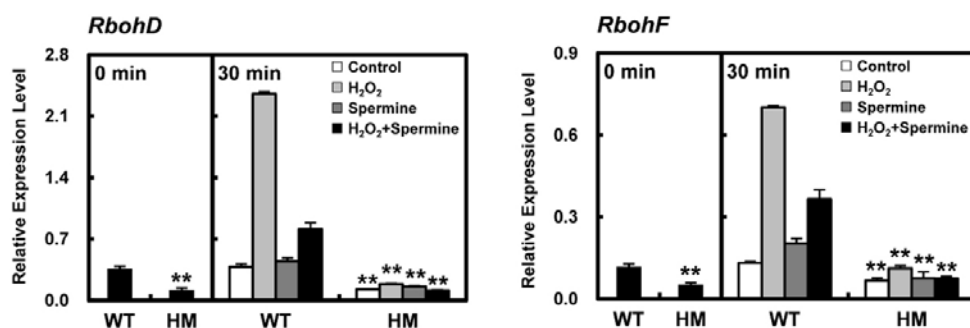 RbohD
Relative Expression Level
2.8
2.1
1.4
0.7
0.0
0 min
30 min
Control
H₂O₂
Spermine
H₂O₂+Spermine
**
** ** ** **
WT HM WT HM
RbohF
Relative Expression Level
0.9
0.6
0.3
0.0
0 min
30 min
Control
H₂O₂
Spermine
H₂O₂+Spermine
**
** ** ** **
WT HM WT HM